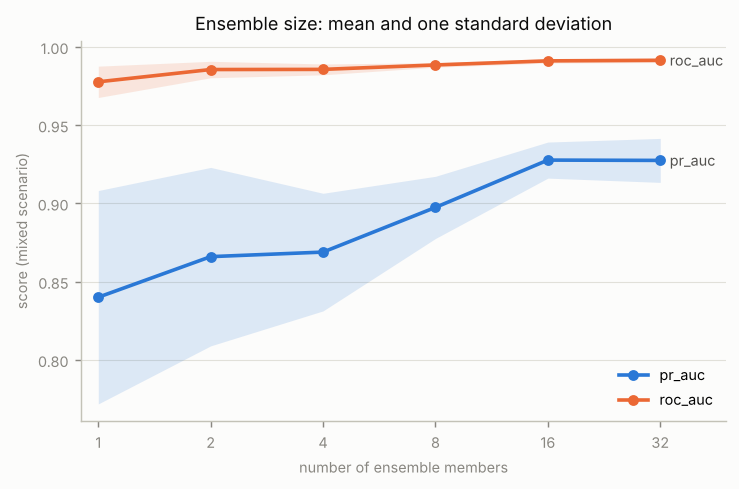 Ensemble size: mean and one standard deviation
1.00
0.95
0.90
0.85
0.80
score (mixed scenario)
roc_auc
pr_auc
pr_auc
roc_auc
1 2 4 8 16 32
number of ensemble members